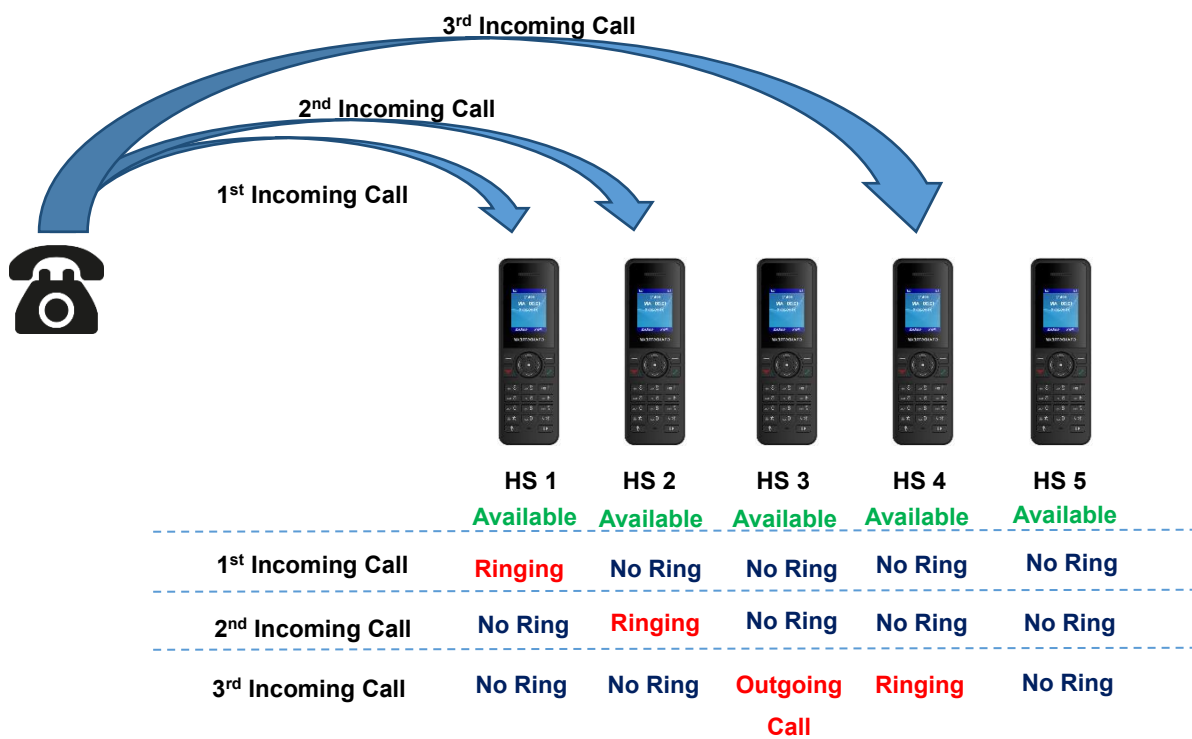 3rd Incoming Call
2nd Incoming Call
1st Incoming Call
HS 1 HS 2 HS 3 HS 4 HS 5
Available Available Available Available Available
1st Incoming Call Ringing No Ring No Ring No Ring No Ring
2nd Incoming Call No Ring Ringing No Ring No Ring No Ring
3rd Incoming Call No Ring No Ring Outgoing Call Ringing No Ring